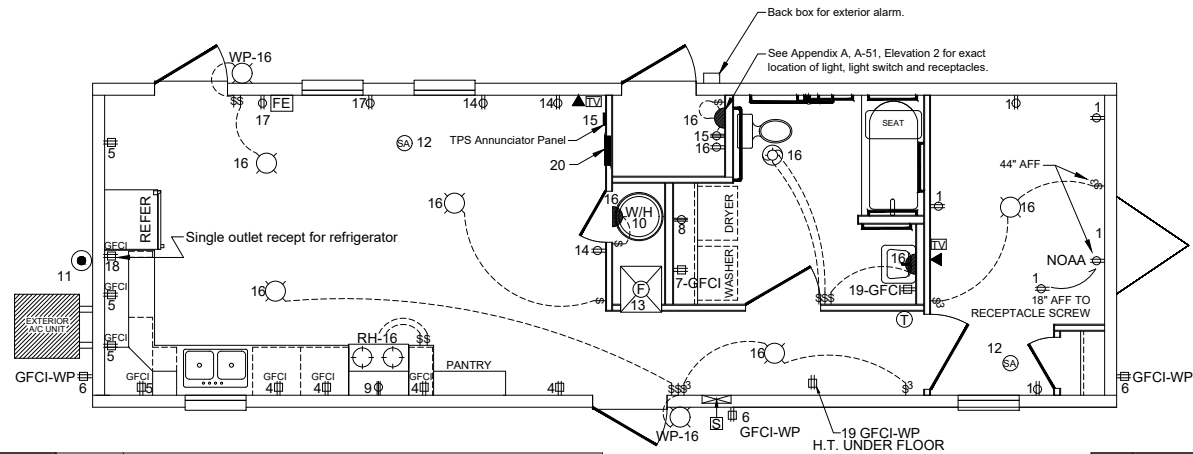 Back box for exterior alarm.
See Appendix A, A-51, Elevation 2 for exact
location of light, light switch and receptacles.
WP-16
$$
FE
17
17
14
14
TV
15
TPS Annunciator Panel
20
SA
12
16
5
16
$
16
15
16
16
SEAT
1
1
44" AFF
$3
16
1
1
NOAA
1
18" AFF TO
RECEPTACLE SCREW
REFER
GFCI
18
Single outlet recept for refrigerator
11
GFCI
5
16
16
16
W/H
10
$
14
8
DRYER
WASHER
7-GFCI
F
13
$
16
19-GFCI
$$$
TV
$3
T
EXTERIOR
A/C UNIT
GFCI
5
RH-16
$$
PANTRY
16
12
SA
GFCI-WP
6
GFCI
5
GFCI
4
GFCI
4
9
GFCI
4
4
$$$3
$3
1
GFCI-WP
6
WP-16
S
6
GFCI-WP
19 GFCI-WP
H.T. UNDER FLOOR